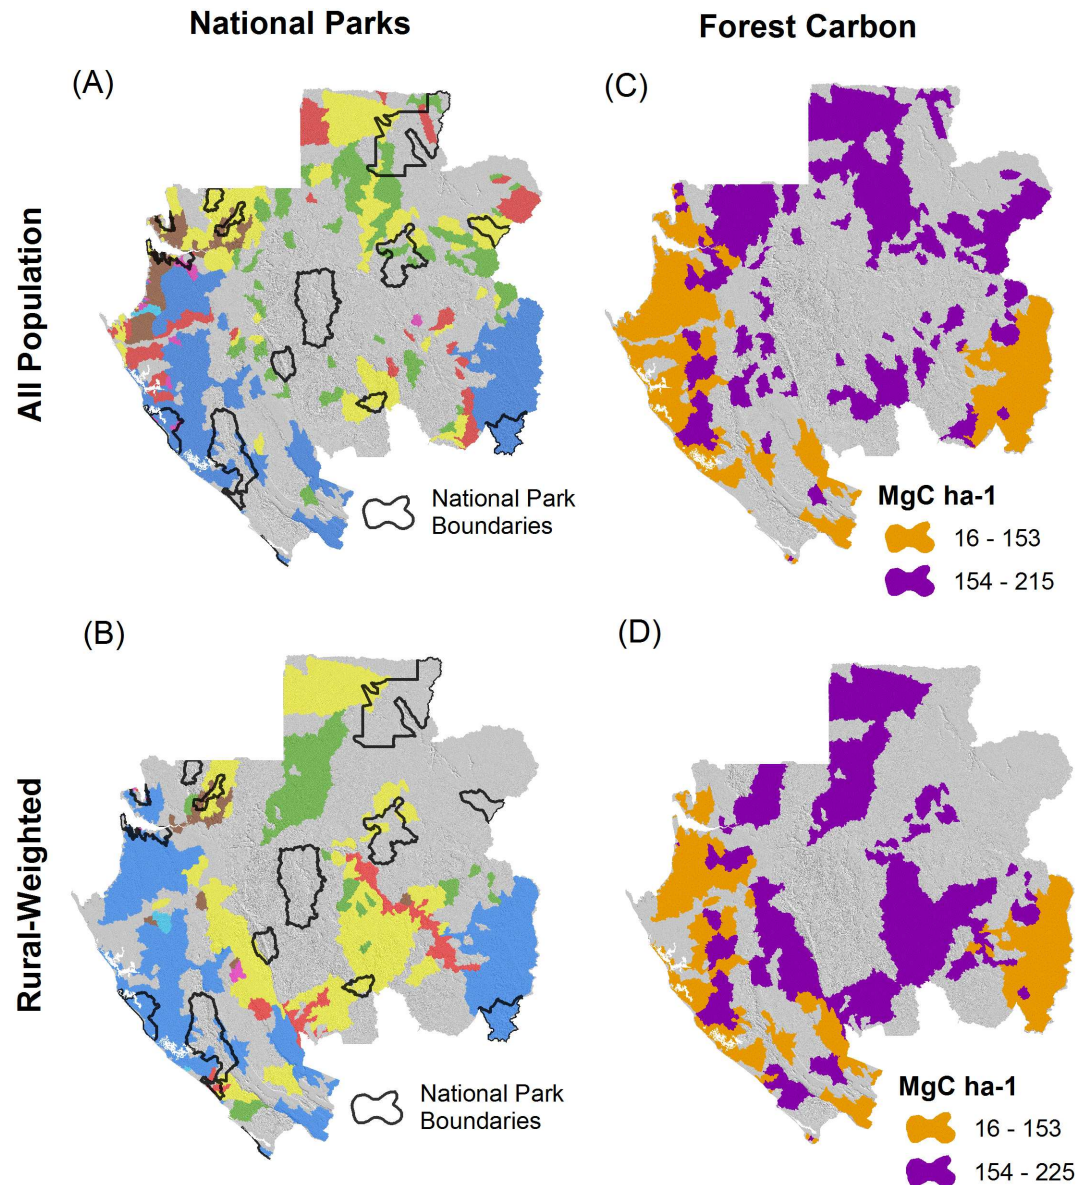 National Parks
Forest Carbon
All Population
(A)
National Park
Boundaries
(C)
MgC ha-1
16 - 153
154 - 215
Rural-Weighted
(B)
National Park
Boundaries
(D)
MgC ha-1
16 - 153
154 - 225